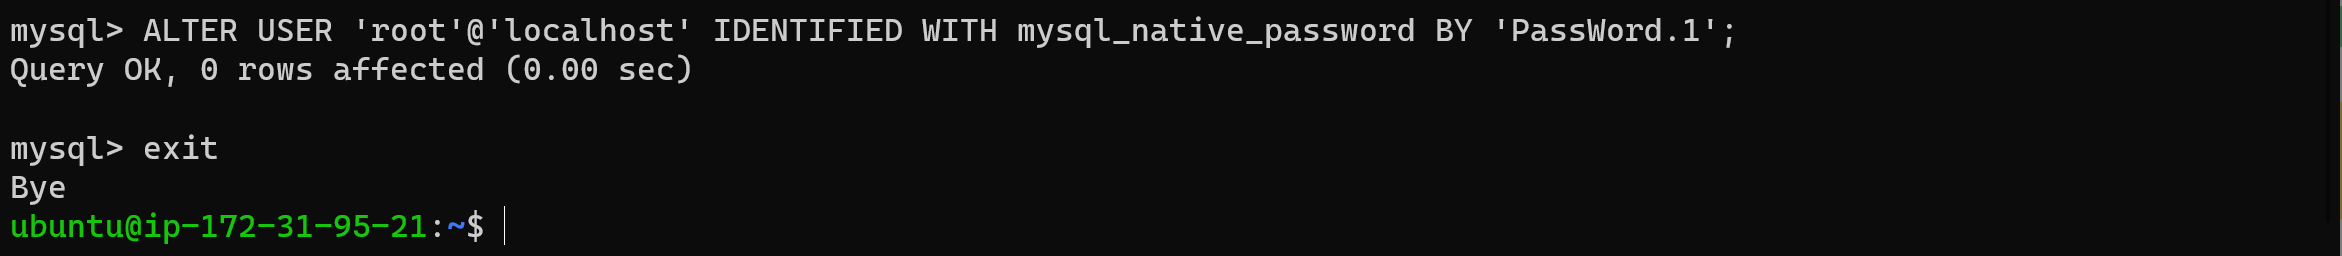 mysql> ALTER USER 'root'@'localhost' IDENTIFIED WITH mysql_native_password BY 'PassWord.1';
Query OK, 0 rows affected (0.00 sec)
mysql> exit
Bye
ubuntu@ip-172-31-95-21:~$